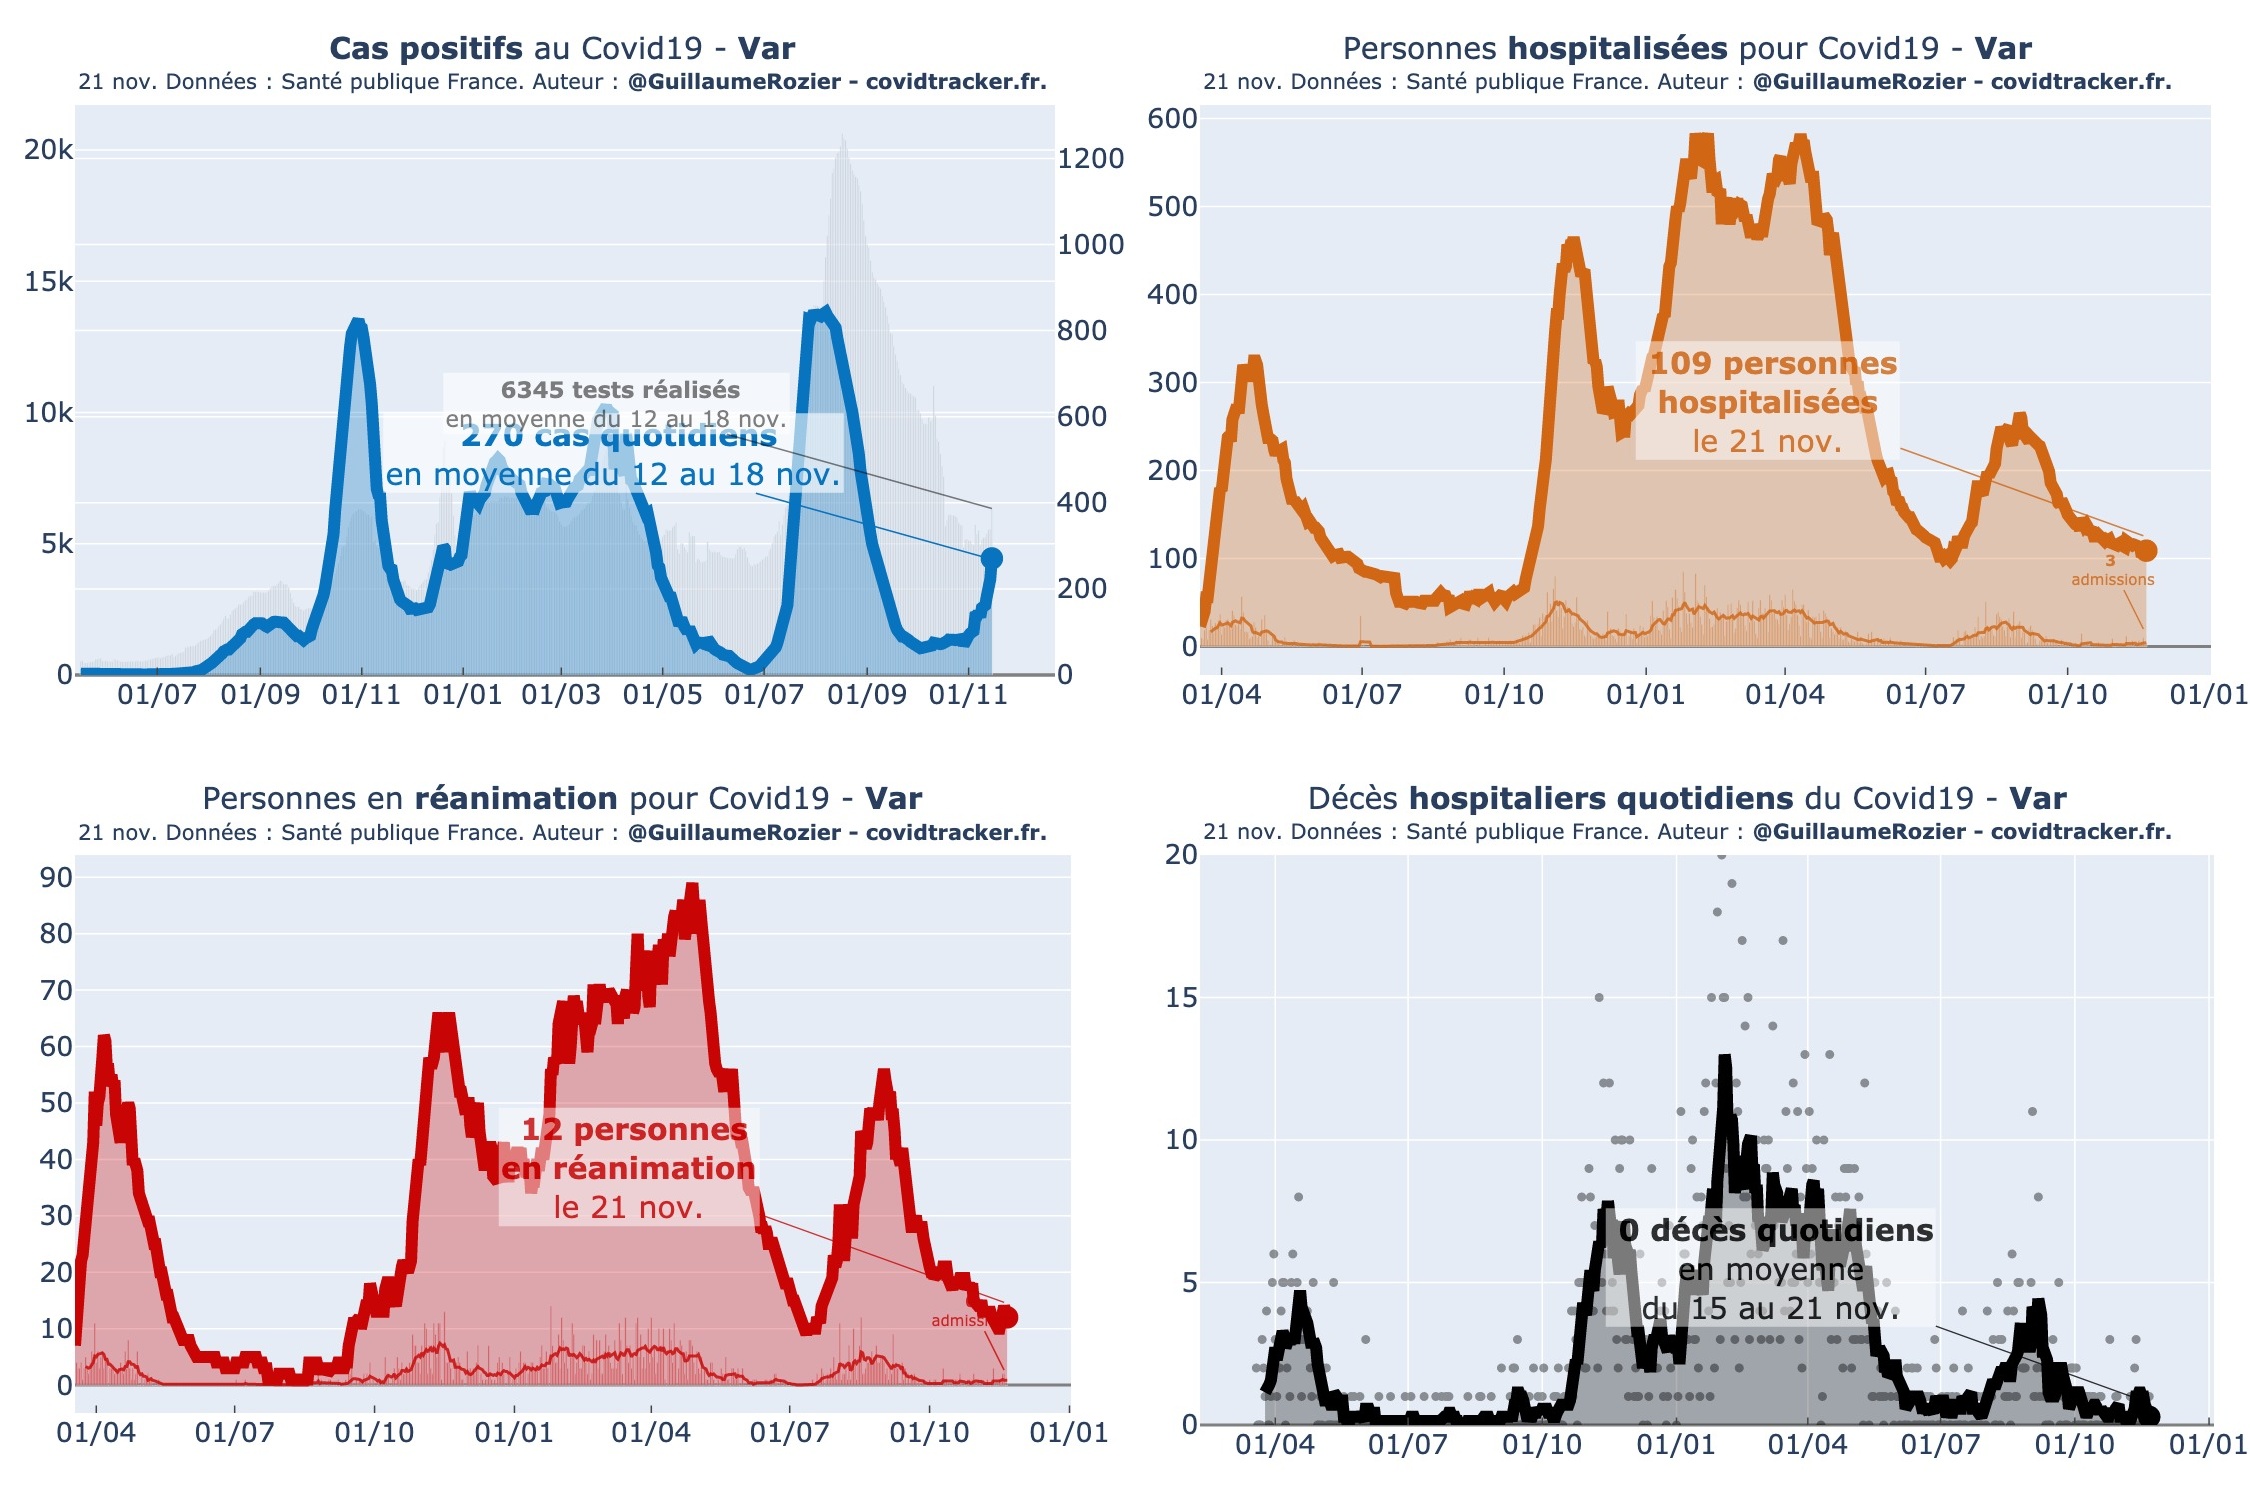 Cas positifs au Covid19 - Var
21 nov. Données : Santé publique France. Auteur : @GuillaumeRozier - covidtracker.fr.
20k
15k
10k
5k
0
1200
1000
800
600
400
200
0
6345 tests réalisés
en moyenne du 12 au 18 nov.
270 cas quotidiens
en moyenne du 12 au 18 nov.
01/07 01/09 01/11 01/01 01/03 01/05 01/07 01/09 01/11
Personnes hospitalisées pour Covid19 - Var
21 nov. Données : Santé publique France. Auteur : @GuillaumeRozier - covidtracker.fr.
600
500
400
300
200
100
0
109 personnes
hospitalisées
le 21 nov.
3
admissions
01/04 01/07 01/10 01/01 01/04 01/07 01/10 01/01
Personnes en réanimation pour Covid19 - Var
21 nov. Données : Santé publique France. Auteur : @GuillaumeRozier - covidtracker.fr.
90
80
70
60
50
40
30
20
10
0
12 personnes
en réanimation
le 21 nov.
01/04 01/07 01/10 01/01 01/04 01/07 01/10 01/01
Décès hospitaliers quotidiens du Covid19 - Var
21 nov. Données : Santé publique France. Auteur : @GuillaumeRozier - covidtracker.fr.
20
15
10
5
0
0 décès quotidiens
en moyenne
du 15 au 21 nov.
01/04 01/07 01/10 01/01 01/04 01/07 01/10 01/01